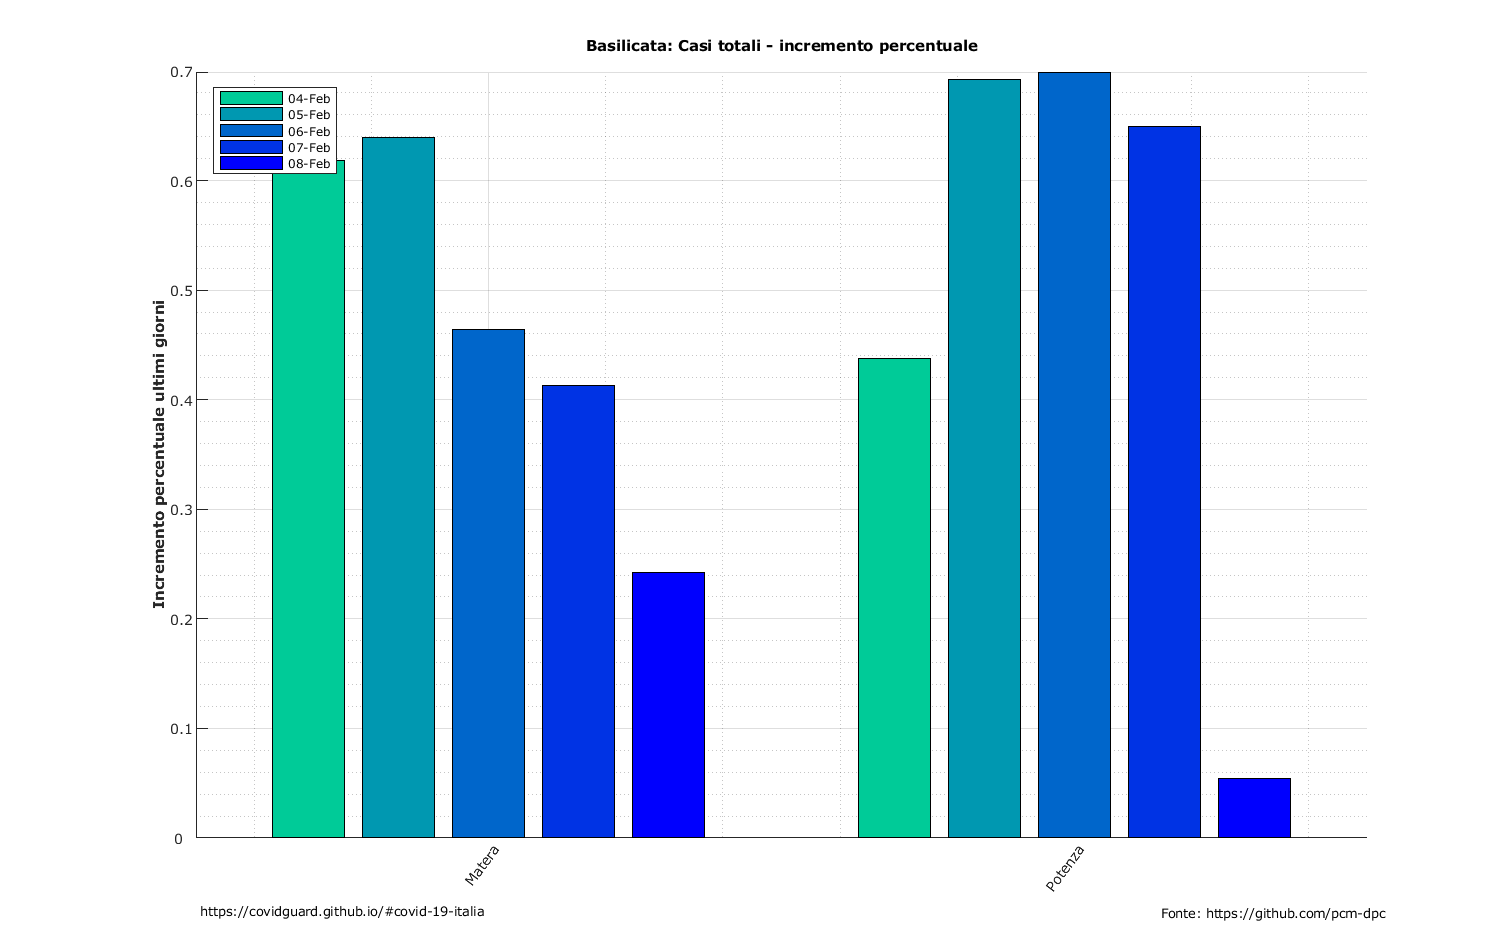 Basilicata: Casi totali - incremento percentuale
0.7
0.6
0.5
0.4
0.3
0.2
0.1
0
Incremento percentuale ultimi giorni
04-Feb
05-Feb
06-Feb
07-Feb
08-Feb
Matera
Potenza
https://covidguard.github.io/#covid-19-italia
Fonte: https://github.com/pcm-dpc